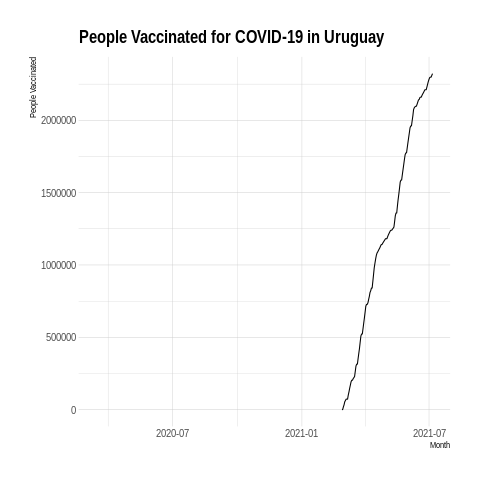 People Vaccinated for COVID-19 in Uruguay
People Vaccinated
2000000
1500000
1000000
500000
0
2020-07
2021-01
2021-07
Month